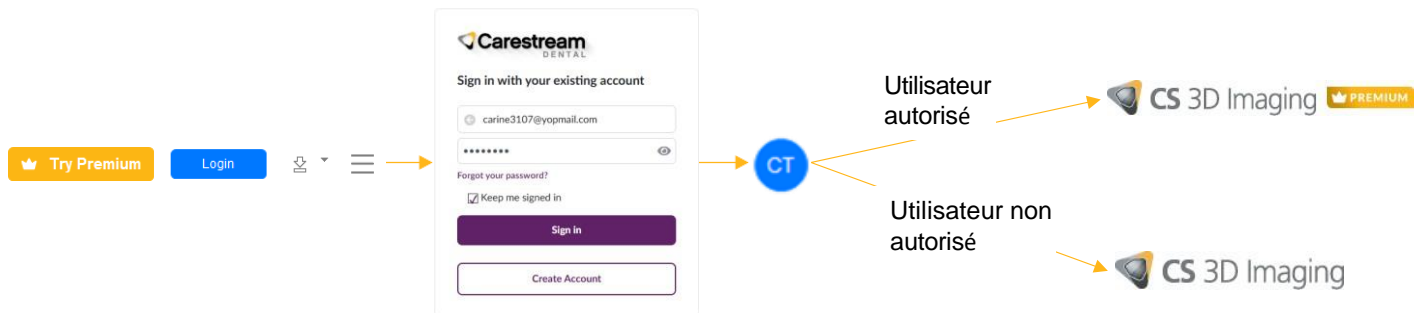 Try Premium
Login
Carestream
DENTAL
Sign in with your existing account
carine3107@yopmail.com
••••••••
Forgot your password?
Keep me signed in
Sign in
Create Account
CT
Utilisateur
autorisé
CS 3D Imaging PREMIUM
Utilisateur non
autorisé
CS 3D Imaging